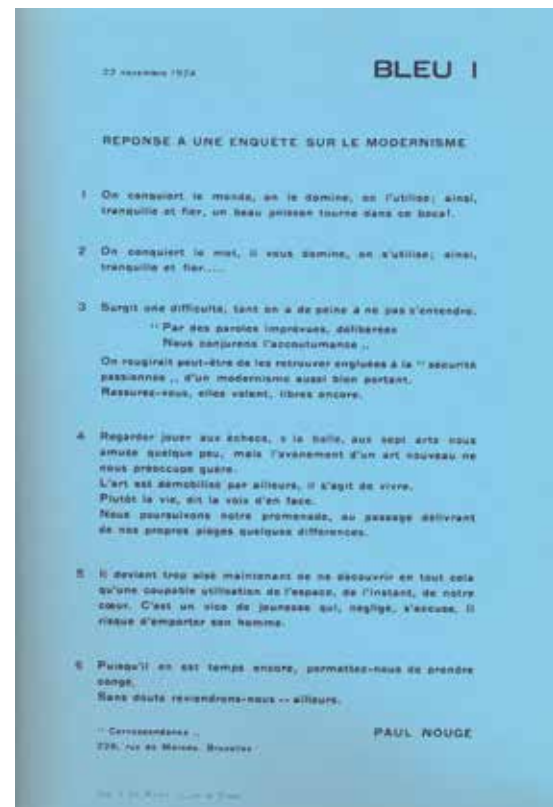 22 novembre 1924
BLEU I
REPONSE A UNE ENQUÊTE SUR LE MODERNISME
1 On conquiert le monde, on le domine, on l'utilise; ainsi,
tranquille et fier, un beau poisson tourne dans ce bocal.
2 On conquiert le mot, il vous domine, on s'utilise; ainsi,
tranquille et fier.....
3 Surgit une difficulté, tant on a de peine à ne pas s'entendre.
" Par des paroles imprévues, délibérées
Nous conjurons l'accoutumance „
On rougirait peut-être de les retrouver engluées à la " sécurité
passionnée „ d'un modernisme aussi bien portant.
Rassurez-vous, elles volent, libres encore.
4 Regarder jouer aux échecs, à la balle, aux sept arts nous
amuse quelque peu, mais l'avènement d'un art nouveau ne
nous préoccupe guère.
L'art est démobilisé par ailleurs, il s'agit de vivre.
Plutôt la vie, dit la voix d'en face.
Nous poursuivons notre promenade, au passage délivrant
de nos propres pièges quelques différences.
5 Il devient trop aisé maintenant de ne découvrir en tout cela
qu'une coupable utilisation de l'espace, de l'instant, de notre
cœur. C'est un vice de jeunesse qui, négligé, s'excuse. Il
risque d'emporter son homme.
6 Puisqu'il en est temps encore, permettez-nous de prendre
congé.
Sans doute reviendrons-nous -- ailleurs.
" Correspondance „
226, rue de Mérode, Bruxelles
PAUL NOUGE